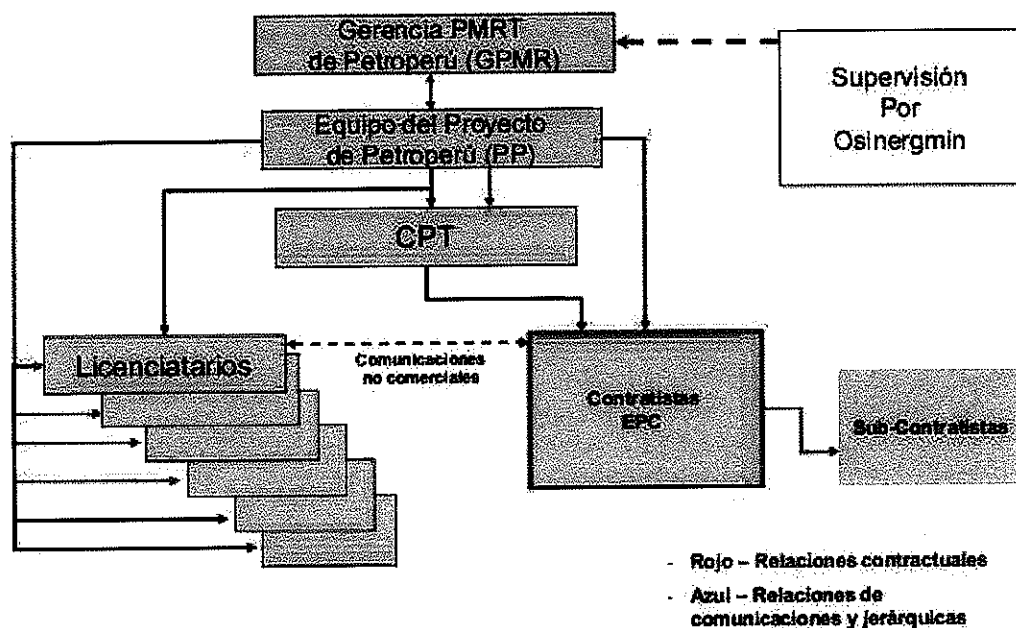 Gerencia PMRT
de Petroperú (GPMR)
Supervisión
Por
Osinergmin
Equipo del Proyecto
de Petroperú (PP)
CPT
Licenciatarios
Comunicaciones
no comerciales
Contratistas
EPC
Sub-Contratistas
- Rojo – Relaciones contractuales
- Azul – Relaciones de
comunicaciones y jerárquicas